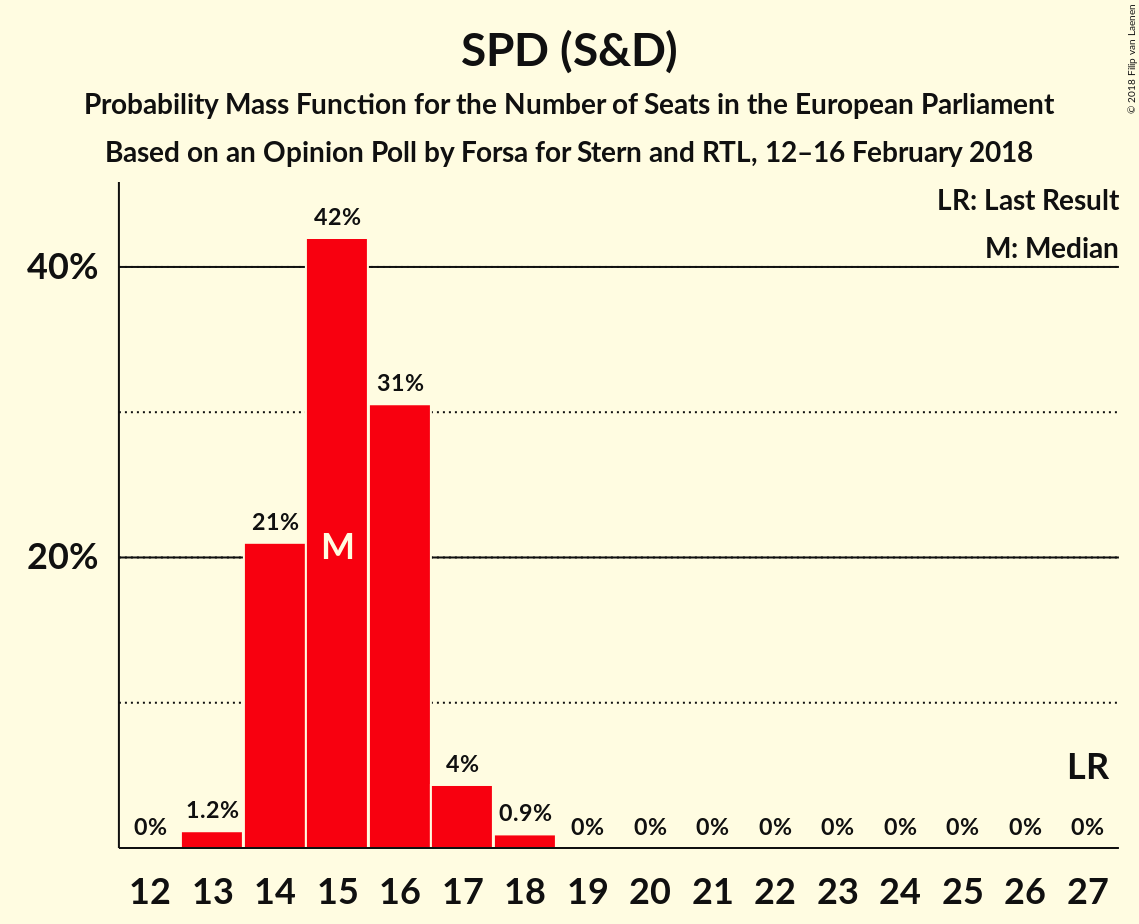 SPD (S&D)
Probability Mass Function for the Number of Seats in the European Parliament
Based on an Opinion Poll by Forsa for Stern and RTL, 12–16 February 2018
© 2018 Filip van Laenen
LR: Last Result
M: Median
40%
20%
0%
1.2%
21%
42%
31%
4%
0.9%
0%
0%
0%
0%
0%
0%
0%
0%
0%
M
LR
12 13 14 15 16 17 18 19 20 21 22 23 24 25 26 27